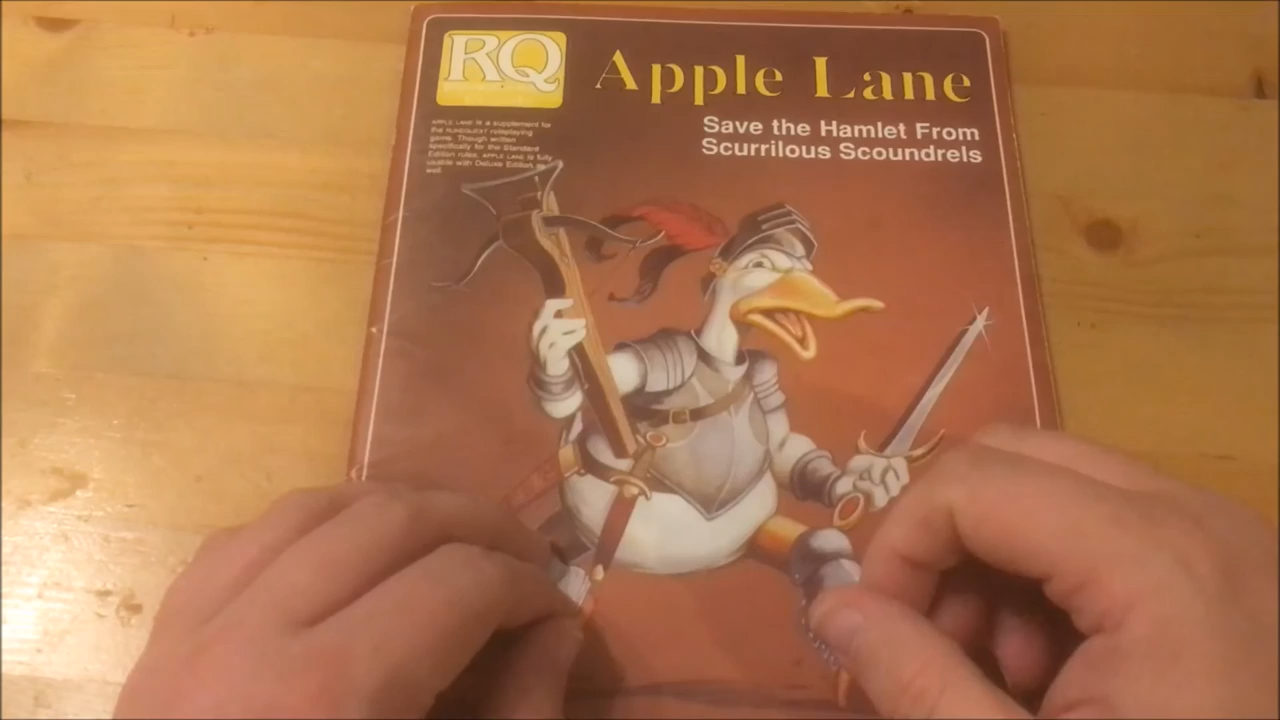 RQ
Apple Lane
Save the Hamlet From
Scurrilous Scoundrels
APPLE LANE is a supplement for
the RUNEQUEST roleplaying
game. Though written
specifically for the Standard
Edition rules, APPLE LANE is fully
usable with Deluxe Edition as
well.